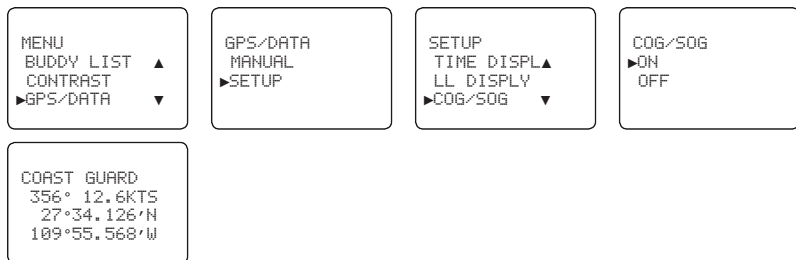 MENU
BUDDY LIST ▲
CONTRAST
►GPS/DATA ▼
GPS/DATA
MANUAL
►SETUP
SETUP
TIME DISPL▲
LL DISPLY
►COG/SOG ▼
COG/SOG
►ON
OFF
COAST GUARD
356° 12.6KTS
27°34.126'N
109°55.568'W